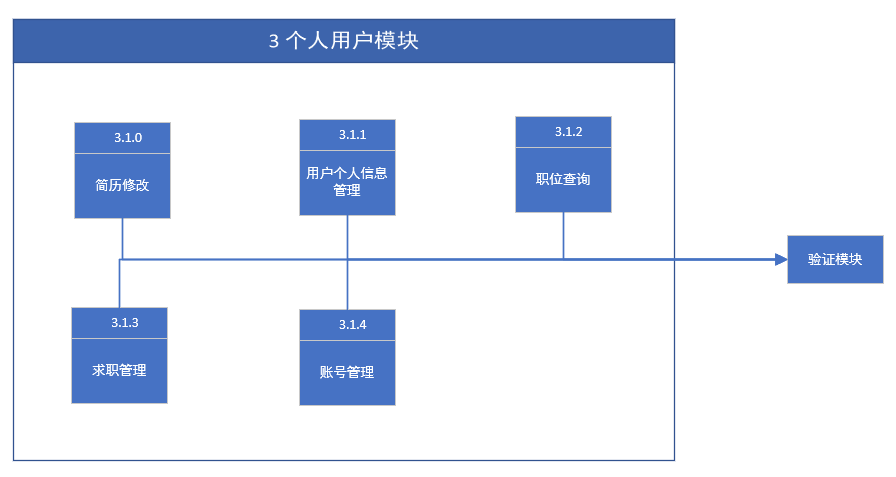 3 个人用户模块
3.1.0
简历修改
3.1.1
用户个人信息
管理
3.1.2
职位查询
验证模块
3.1.3
求职管理
3.1.4
账号管理